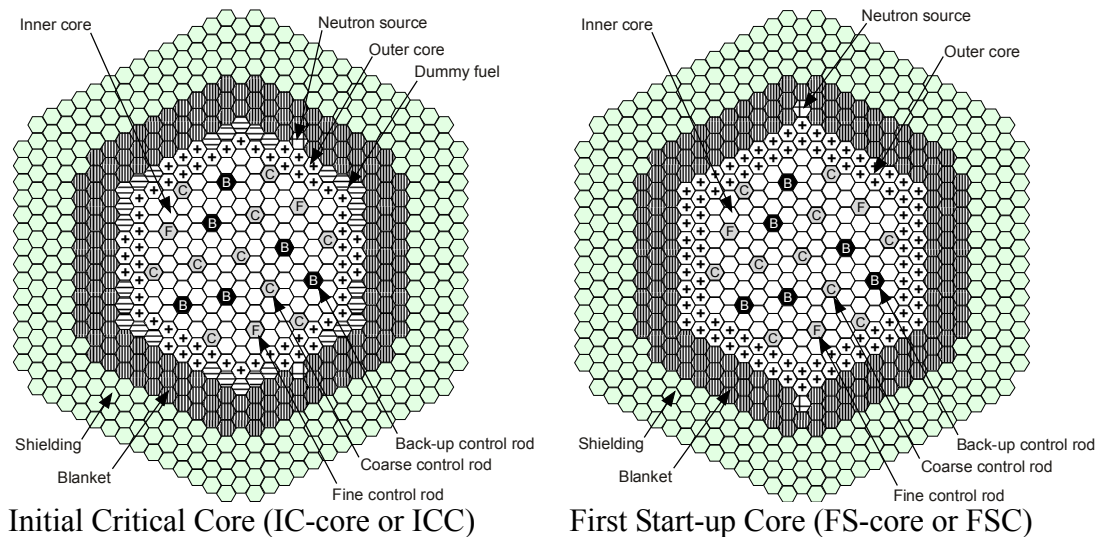 Inner core
Neutron source
Outer core
Dummy fuel
C
B
C
F
C
B
F
C
B
C
C
C
B
C
B
B
C
F
C
Shielding
Blanket
Back-up control rod
Coarse control rod
Fine control rod
Initial Critical Core (IC-core or ICC)
Neutron source
Inner core
Outer core
C
B
C
F
C
B
F
C
B
C
C
C
B
C
B
B
C
F
C
Shielding
Blanket
Back-up control rod
Coarse control rod
Fine control rod
First Start-up Core (FS-core or FSC)